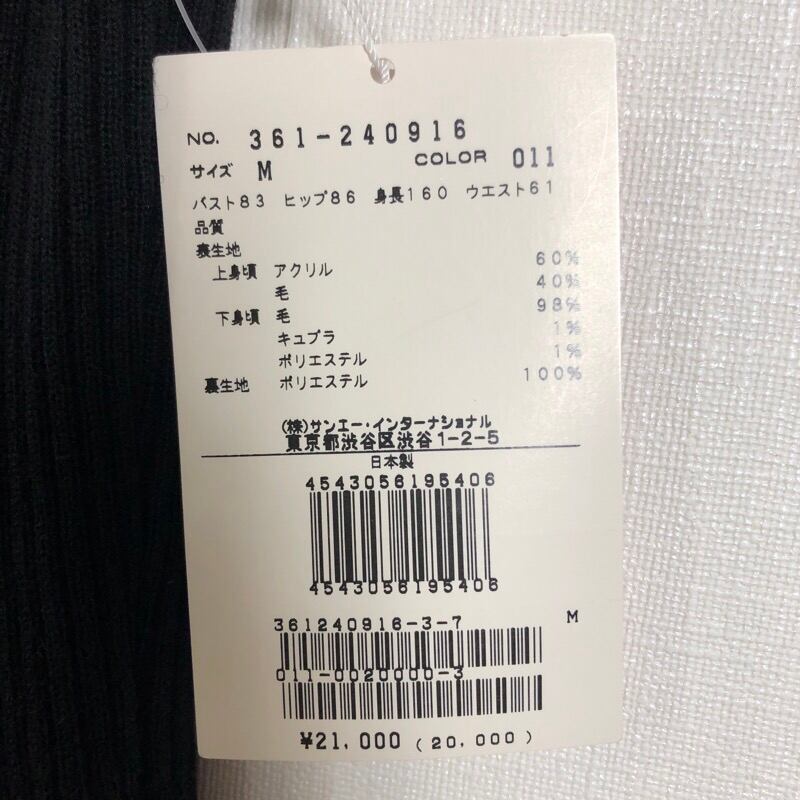 NO. 361-240916
サイズ M COLOR 011
バスト83 ヒップ86 身長160 ウエスト61
品質
表生地
上身頃 アクリル 60%
毛 40%
下身頃 毛 98%
キュプラ 1%
ポリエステル 1%
裏生地 ポリエステル 100%
(株)サンエー・インターナショナル
東京都渋谷区渋谷1-2-5
日本製
4543056195406
4543056195406
361240916-3-7 M
011-0020000-3
¥21,000 (20,000)